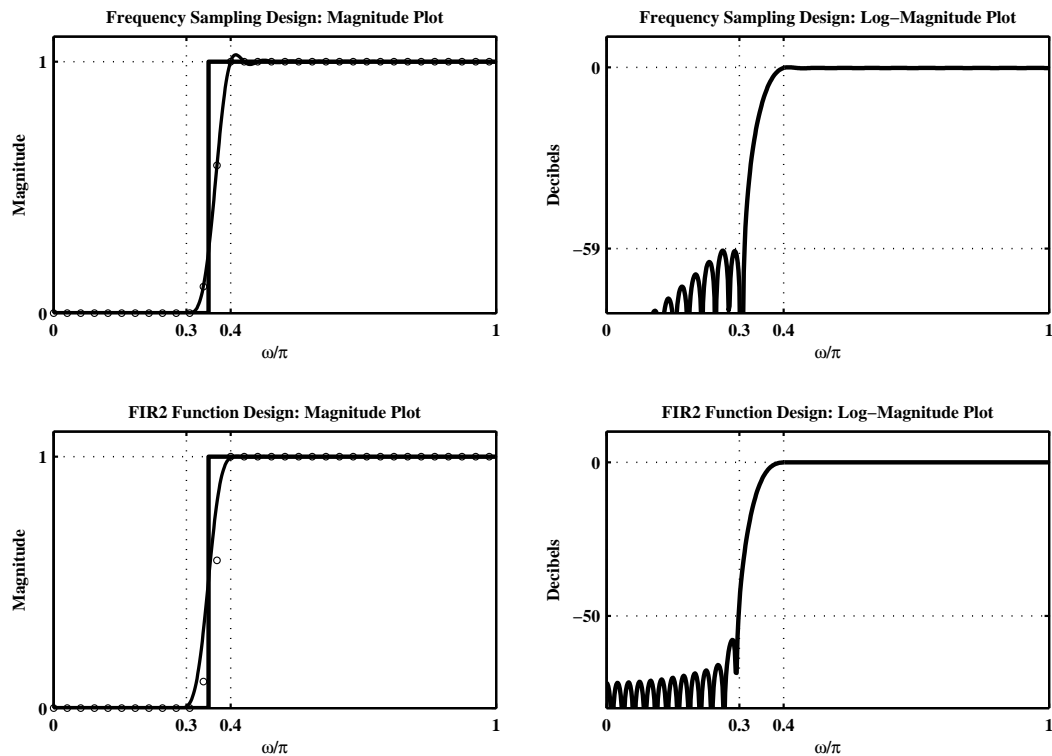 Frequency Sampling Design: Magnitude Plot
1
0
Magnitude
0
0.3
0.4
1
ω/π
Frequency Sampling Design: Log−Magnitude Plot
0
−59
Decibels
0
0.3
0.4
1
ω/π
FIR2 Function Design: Magnitude Plot
1
0
Magnitude
0
0.3
0.4
1
ω/π
FIR2 Function Design: Log−Magnitude Plot
0
−50
Decibels
0
0.3
0.4
1
ω/π